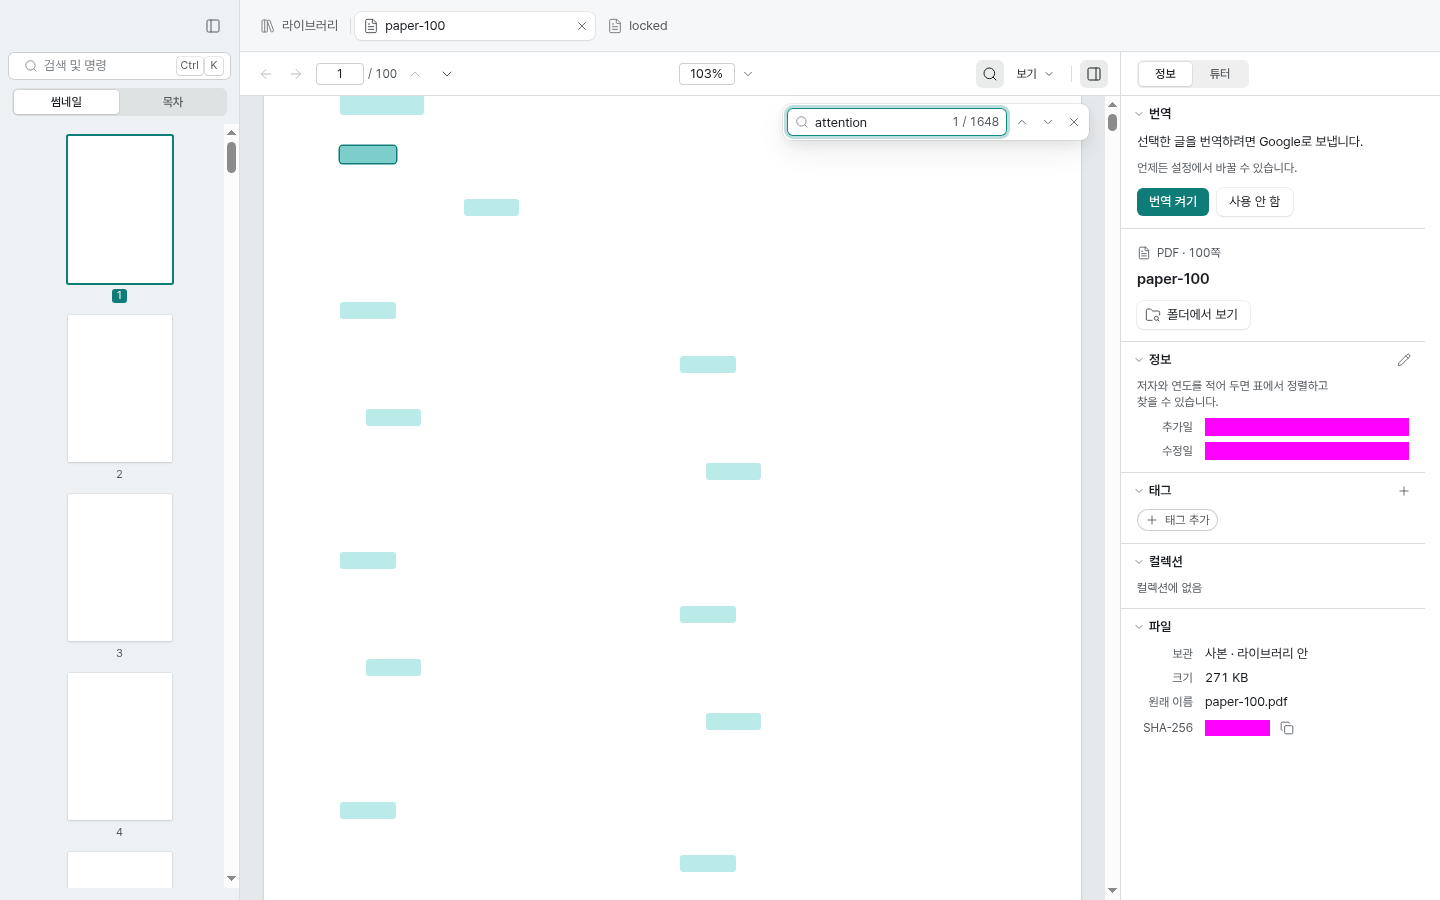 라이브러리
paper-100
locked
검색 및 명령
Ctrl
K
썸네일
목차
1
2
3
4
1 / 100
103%
보기
attention
1 / 1648
정보
튜터
번역
선택한 글을 번역하려면 Google로 보냅니다.
언제든 설정에서 바꿀 수 있습니다.
번역 켜기
사용 안 함
PDF · 100쪽
paper-100
폴더에서 보기
정보
저자와 연도를 적어 두면 표에서 정렬하고
찾을 수 있습니다.
추가일
수정일
태그
태그 추가
컬렉션
컬렉션에 없음
파일
보관 사본 · 라이브러리 안
크기 271 KB
원래 이름 paper-100.pdf
SHA-256